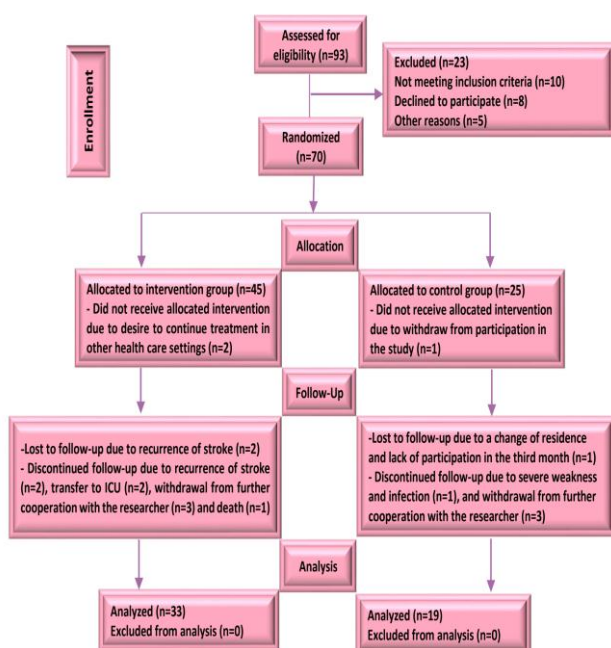 Assessed for
eligibility (n=93)
Excluded (n=23)
Not meeting inclusion criteria (n=10)
Declined to participate (n=8)
Other reasons (n=5)
Enrollment
Randomized
(n=70)
Allocation
Allocated to intervention group (n=45)
- Did not receive allocated intervention
due to desire to continue treatment in
other health care settings (n=2)
Allocated to control group (n=25)
- Did not receive allocated intervention
due to withdraw from participation in
the study (n=1)
Follow-Up
-Lost to follow-up due to recurrence of stroke (n=2)
- Discontinued follow-up due to recurrence of stroke
(n=2), transfer to ICU (n=2), withdrawal from further
cooperation with the researcher (n=3) and death (n=1)
-Lost to follow-up due to a change of residence
and lack of participation in the third month (n=1)
- Discontinued follow-up due to severe weakness
and infection (n=1), and withdrawal from further
cooperation with the researcher (n=3)
Analysis
Analyzed (n=33)
Excluded from analysis (n=0)
Analyzed (n=19)
Excluded from analysis (n=0)